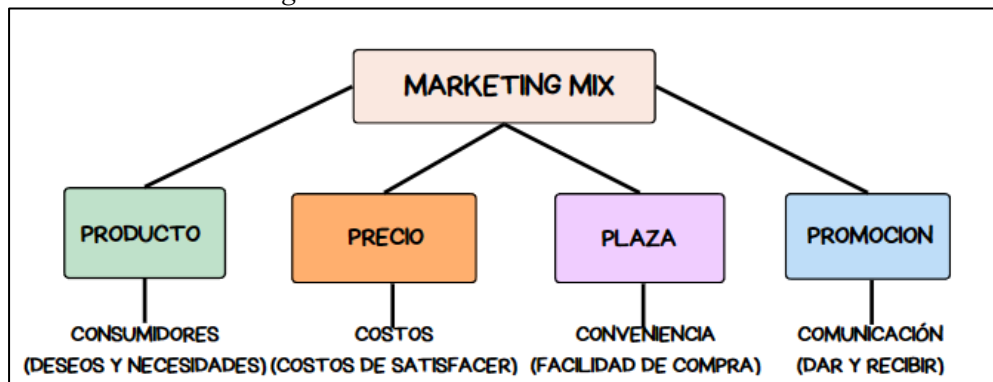 MARKETING MIX
PRODUCTO
PRECIO
PLAZA
PROMOCION
CONSUMIDORES
(DESEOS Y NECESIDADES)
COSTOS
(COSTOS DE SATISFACER)
CONVENIENCIA
(FACILIDAD DE COMPRA)
COMUNICACIÓN
(DAR Y RECIBIR)